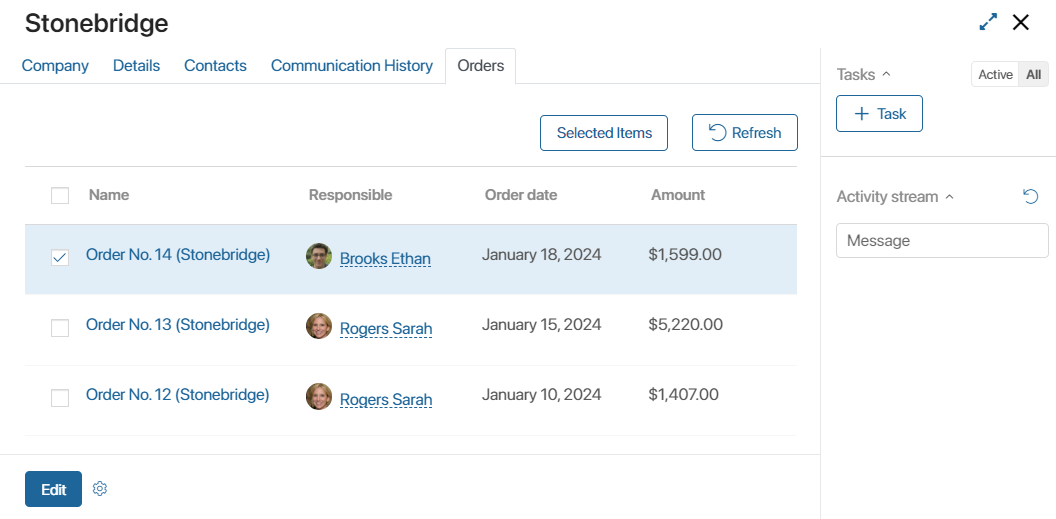 Stonebridge
Company Details Contacts Communication History Orders
Selected Items Refresh
Name Responsible Order date Amount
Order No. 14 (Stonebridge) Brooks Ethan January 18, 2024 $1,599.00
Order No. 13 (Stonebridge) Rogers Sarah January 15, 2024 $5,220.00
Order No. 12 (Stonebridge) Rogers Sarah January 10, 2024 $1,407.00
Edit
Tasks Active All
+ Task
Activity stream
Message